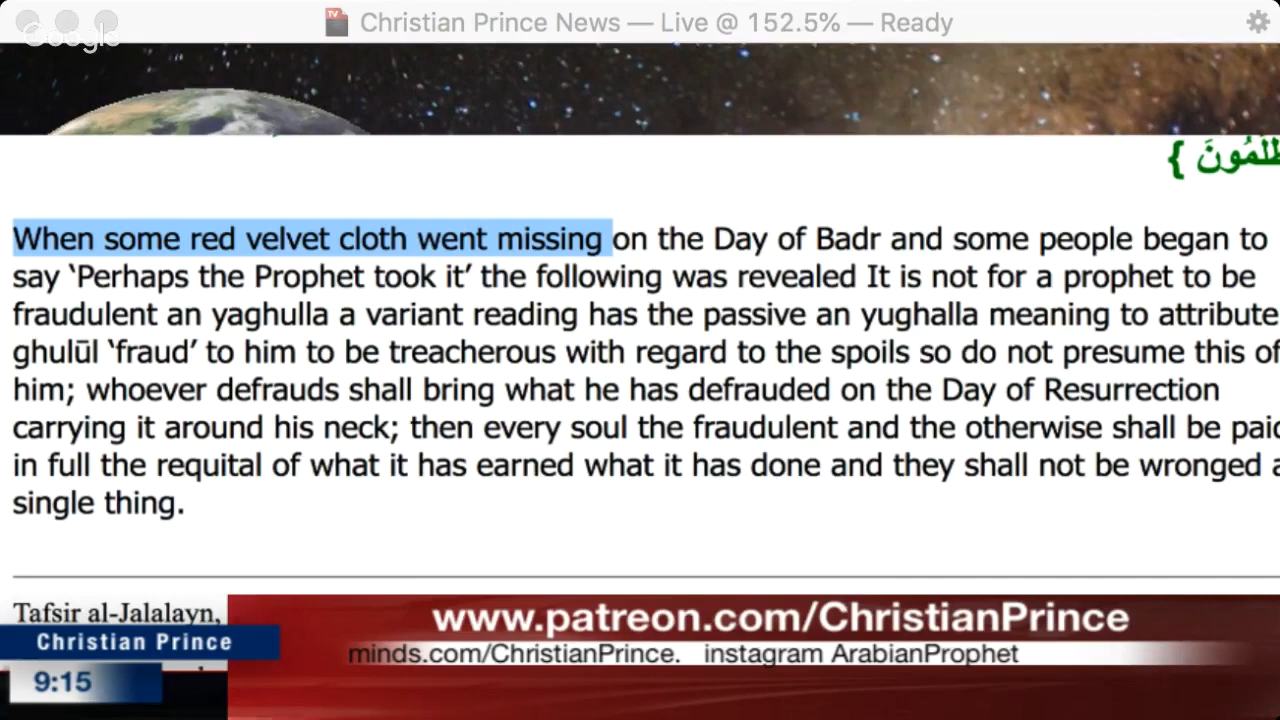 Christian Prince News — Live @ 152.5% — Ready
Google
TV
يُظْلَمُونَ }
When some red velvet cloth went missing on the Day of Badr and some people began to
say ‘Perhaps the Prophet took it’ the following was revealed It is not for a prophet to be
fraudulent an yaghulla a variant reading has the passive an yughalla meaning to attribute
ghulūl ‘fraud’ to him to be treacherous with regard to the spoils so do not presume this of
him; whoever defrauds shall bring what he has defrauded on the Day of Resurrection
carrying it around his neck; then every soul the fraudulent and the otherwise shall be paid
in full the requital of what it has earned what it has done and they shall not be wronged a
single thing.
Tafsir al-Jalalayn,
www.patreon.com/ChristianPrince
Christian Prince
minds.com/ChristianPrince. instagram ArabianProphet
9:15